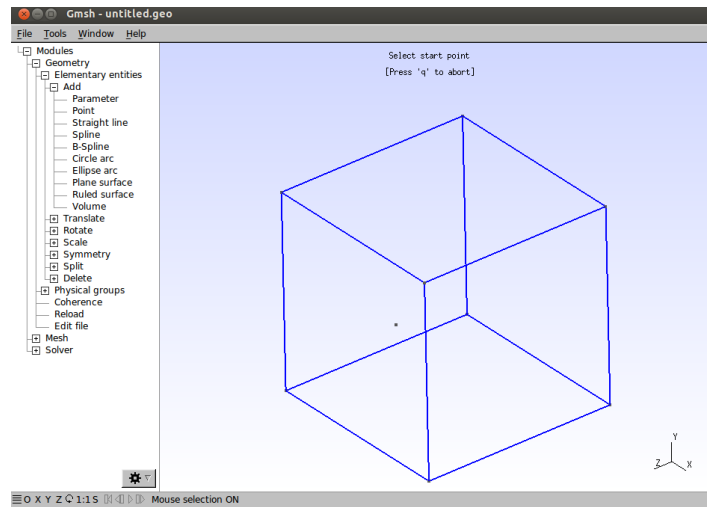 Gmsh - untitled.geo
File Tools Window Help
Modules
Geometry
Elementary entities
Add
Parameter
Point
Straight line
Spline
B-Spline
Circle arc
Ellipse arc
Plane surface
Ruled surface
Volume
Translate
Rotate
Scale
Symmetry
Split
Delete
Physical groups
Coherence
Reload
Edit file
Mesh
Solver
Select start point
[Press 'q' to abort]
Y
Z X
O X Y Z 1:1 S Mouse selection ON